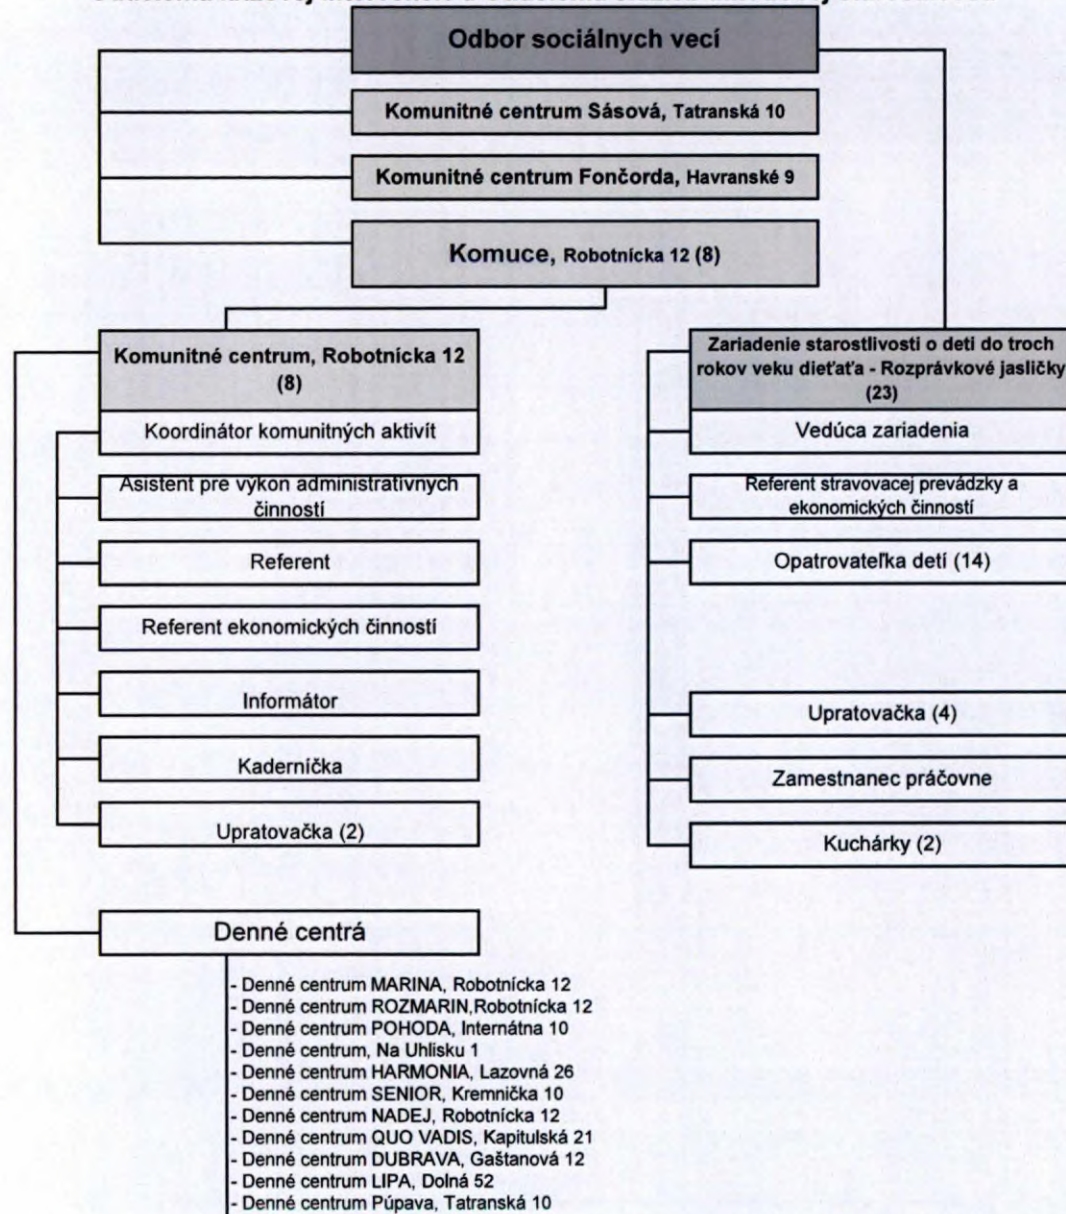 Odbor sociálnych vecí
Komunitné centrum Sásová, Tatranská 10
Komunitné centrum Fončorda, Havranské 9
Komuce, Robotnícka 12 (8)
Komunitné centrum, Robotnícka 12
(8)
Koordinátor komunitných aktivít
Asistent pre výkon administratívnych
činností
Referent
Referent ekonomických činností
Informátor
Kaderníčka
Upratovačka (2)
Zariadenie starostlivosti o deti do troch
rokov veku dieťaťa - Rozprávkové jasličky
(23)
Vedúca zariadenia
Referent stravovacej prevádzky a
ekonomických činností
Opatrovateľka detí (14)
Upratovačka (4)
Zamestnanec práčovne
Kuchárky (2)
Denné centrá
- Denné centrum MARINA, Robotnícka 12
- Denné centrum ROZMARIN,Robotnícka 12
- Denné centrum POHODA, Internátna 10
- Denné centrum, Na Uhlisku 1
- Denné centrum HARMONIA, Lazovná 26
- Denné centrum SENIOR, Kremnička 10
- Denné centrum NADEJ, Robotnícka 12
- Denné centrum QUO VADIS, Kapitulská 21
- Denné centrum DUBRAVA, Gaštanová 12
- Denné centrum LIPA, Dolná 52
- Denné centrum Púpava, Tatranská 10